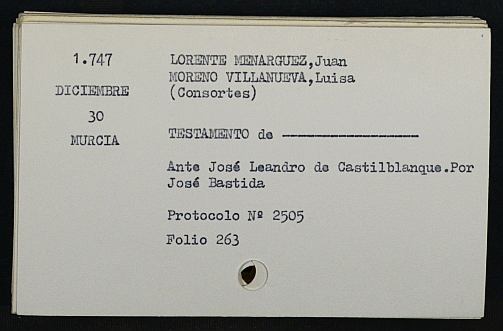 1.747
DICIEMBRE
30
MURCIA
LORENTE MENARGUEZ,Juan
MORENO VILLANUEVA,Luisa
(Consortes)
TESTAMENTO de ------------------
Ante José Leandro de Castilblanque.Por
José Bastida
Protocolo Nº 2505
Folio 263